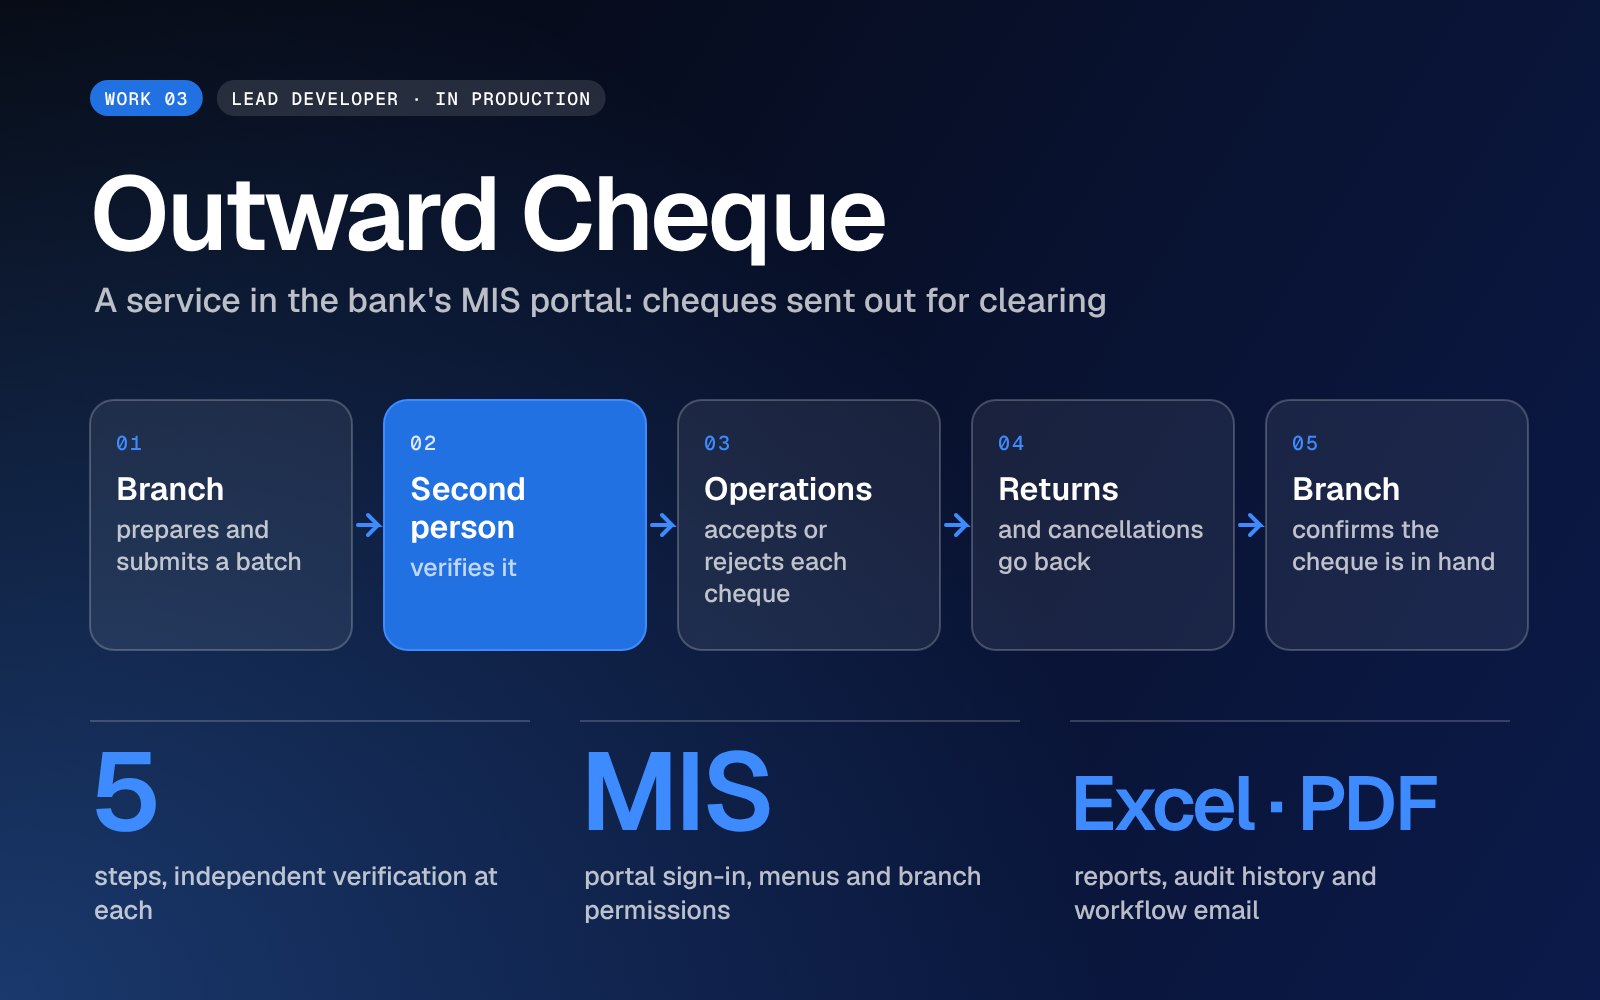 WORK 03
LEAD DEVELOPER · IN PRODUCTION
Outward Cheque
A service in the bank's MIS portal: cheques sent out for clearing
01
Branch
prepares and
submits a batch
02
Second
person
verifies it
03
Operations
accepts or
rejects each
cheque
04
Returns
and cancellations
go back
05
Branch
confirms the
cheque is in hand
5
steps, independent verification at
each
MIS
portal sign-in, menus and branch
permissions
Excel · PDF
reports, audit history and
workflow email